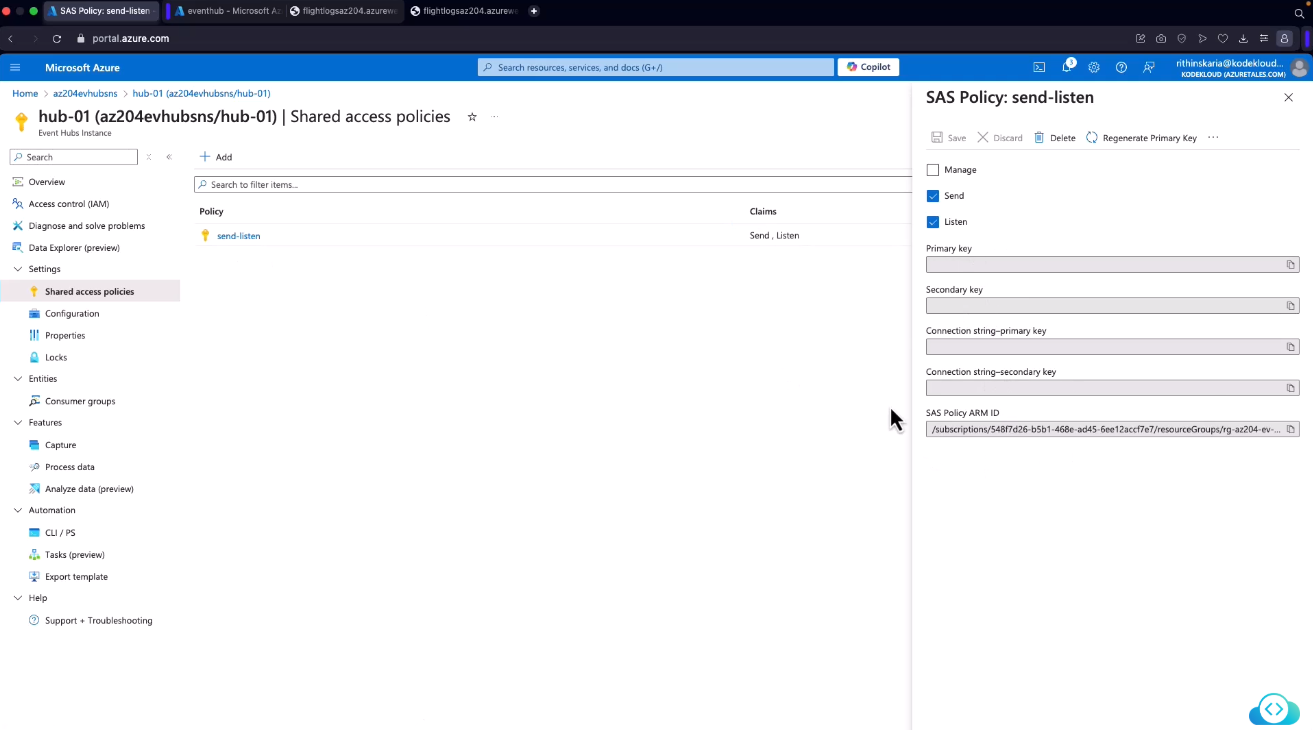 SAS Policy: send-listen
eventhub - Microsoft Az
flightlogsaz204.azurewe
flightlogsaz204.azurewe
portal.azure.com
Microsoft Azure
Search resources, services, and docs (G+/)
Copilot
3
rithinskaria@kodekloud...
KODEKLOUD (AZURETALES.COM)
Home > az204evhubsns > hub-01 (az204evhubsns/hub-01)
hub-01 (az204evhubsns/hub-01) | Shared access policies
Event Hubs Instance
Search
Overview
Access control (IAM)
Diagnose and solve problems
Data Explorer (preview)
Settings
Shared access policies
Configuration
Properties
Locks
Entities
Consumer groups
Features
Capture
Process data
Analyze data (preview)
Automation
CLI / PS
Tasks (preview)
Export template
Help
Support + Troubleshooting
Add
Search to filter items...
Policy Claims
send-listen Send , Listen
SAS Policy: send-listen
Save Discard Delete Regenerate Primary Key
Manage
Send
Listen
Primary key
Secondary key
Connection string–primary key
Connection string–secondary key
SAS Policy ARM ID
/subscriptions/548f7d26-b5b1-468e-ad45-6ee12accf7e7/resourceGroups/rg-az204-ev-...